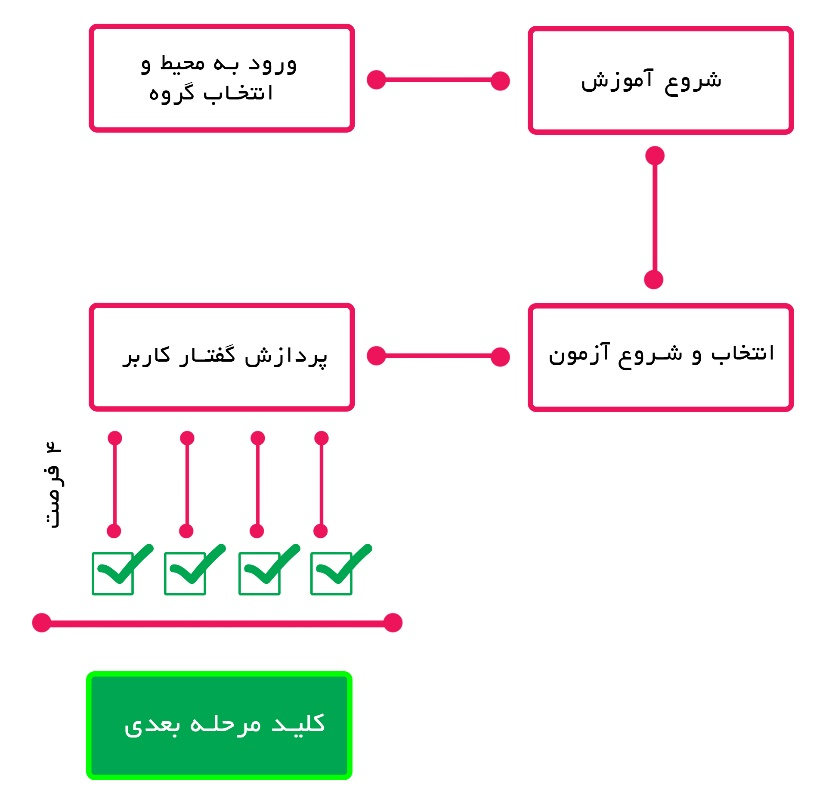 ورود به محیط و
انتخاب گروه
شروع آموزش
انتخاب و شروع آزمون
پردازش گفتار کاربر
۴ فرصت
کلید مرحله بعدی